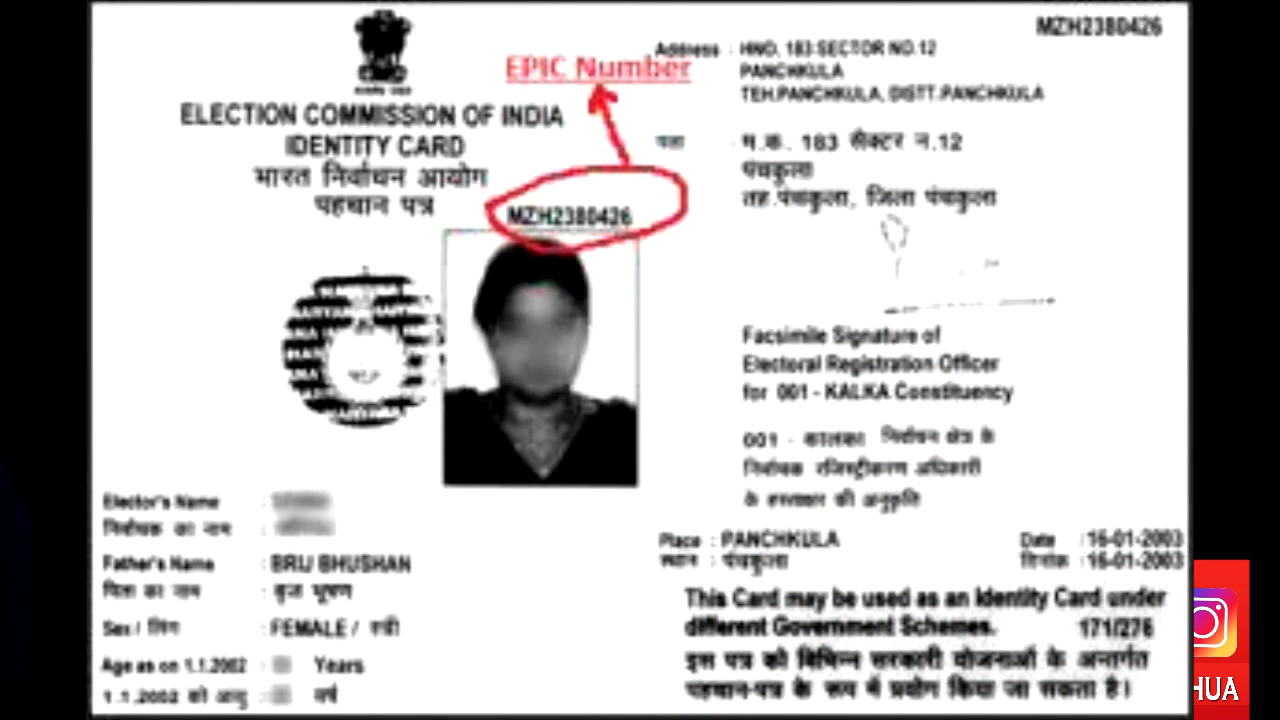 ELECTION COMMISSION OF INDIA
IDENTITY CARD
भारत निर्वाचन आयोग
पहचान पत्र
EPIC Number
MZH2380426
Elector's Name :
निर्वाचक का नाम :
Father's Name : BRIJ BHUSHAN
पिता का नाम : बृज भूषण
Sex / लिंग : FEMALE / स्त्री
Age as on 1.1.2002 : Years
1.1.2002 को आयु : वर्ष
MZH2380426
Address : HNO. 183 SECTOR NO.12
PANCHKULA
TEH.PANCHKULA, DISTT.PANCHKULA
पता : म.क. 183 सैक्टर न.12
पंचकुला
तह.पंचकुला, जिला पंचकुला
Facsimile Signature of
Electoral Registration Officer
for 001 - KALKA Constituency
001 - कालका निर्वाचन क्षेत्र के
निर्वाचक रजिस्ट्रीकरण अधिकारी
के हस्ताक्षर की अनुकृति
Place : PANCHKULA Date : 16-01-2003
स्थान : पंचकुला दिनांक : 16-01-2003
This Card may be used as an Identity Card under
different Government Schemes. 171/276
इस पत्र को विभिन्न सरकारी योजनाओं के अन्तर्गत
पहचान-पत्र के रूप में प्रयोग किया जा सकता है।
HUA